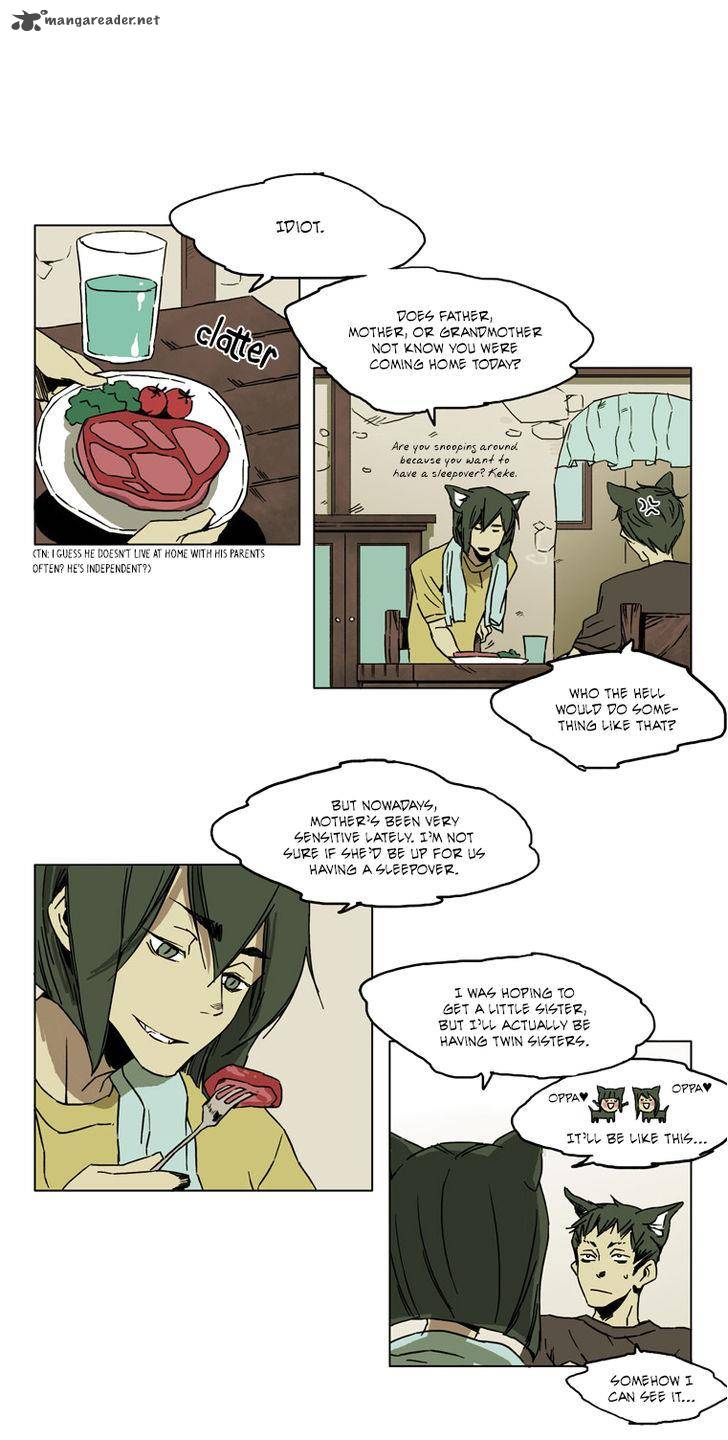 mangareader.net
IDIOT.
DOES FATHER,
MOTHER, OR GRANDMOTHER
NOT KNOW YOU WERE
COMING HOME TODAY?
clatter
Are you snooping around
because you want to
have a sleepover? Keke.
(TN: I GUESS HE DOESN'T LIVE AT HOME WITH HIS PARENTS
OFTEN? HE'S INDEPENDENT?)
WHO THE HELL
WOULD DO SOME-
THING LIKE THAT?
BUT NOWADAYS,
MOTHER'S BEEN VERY
SENSITIVE LATELY. I'M NOT
SURE IF SHE'D BE UP FOR US
HAVING A SLEEPOVER.
I WAS HOPING TO
GET A LITTLE SISTER,
BUT I'LL ACTUALLY BE
HAVING TWIN SISTERS.
OPPA♥
OPPA♥
IT'LL BE LIKE THIS...
SOMEHOW I
CAN SEE IT...